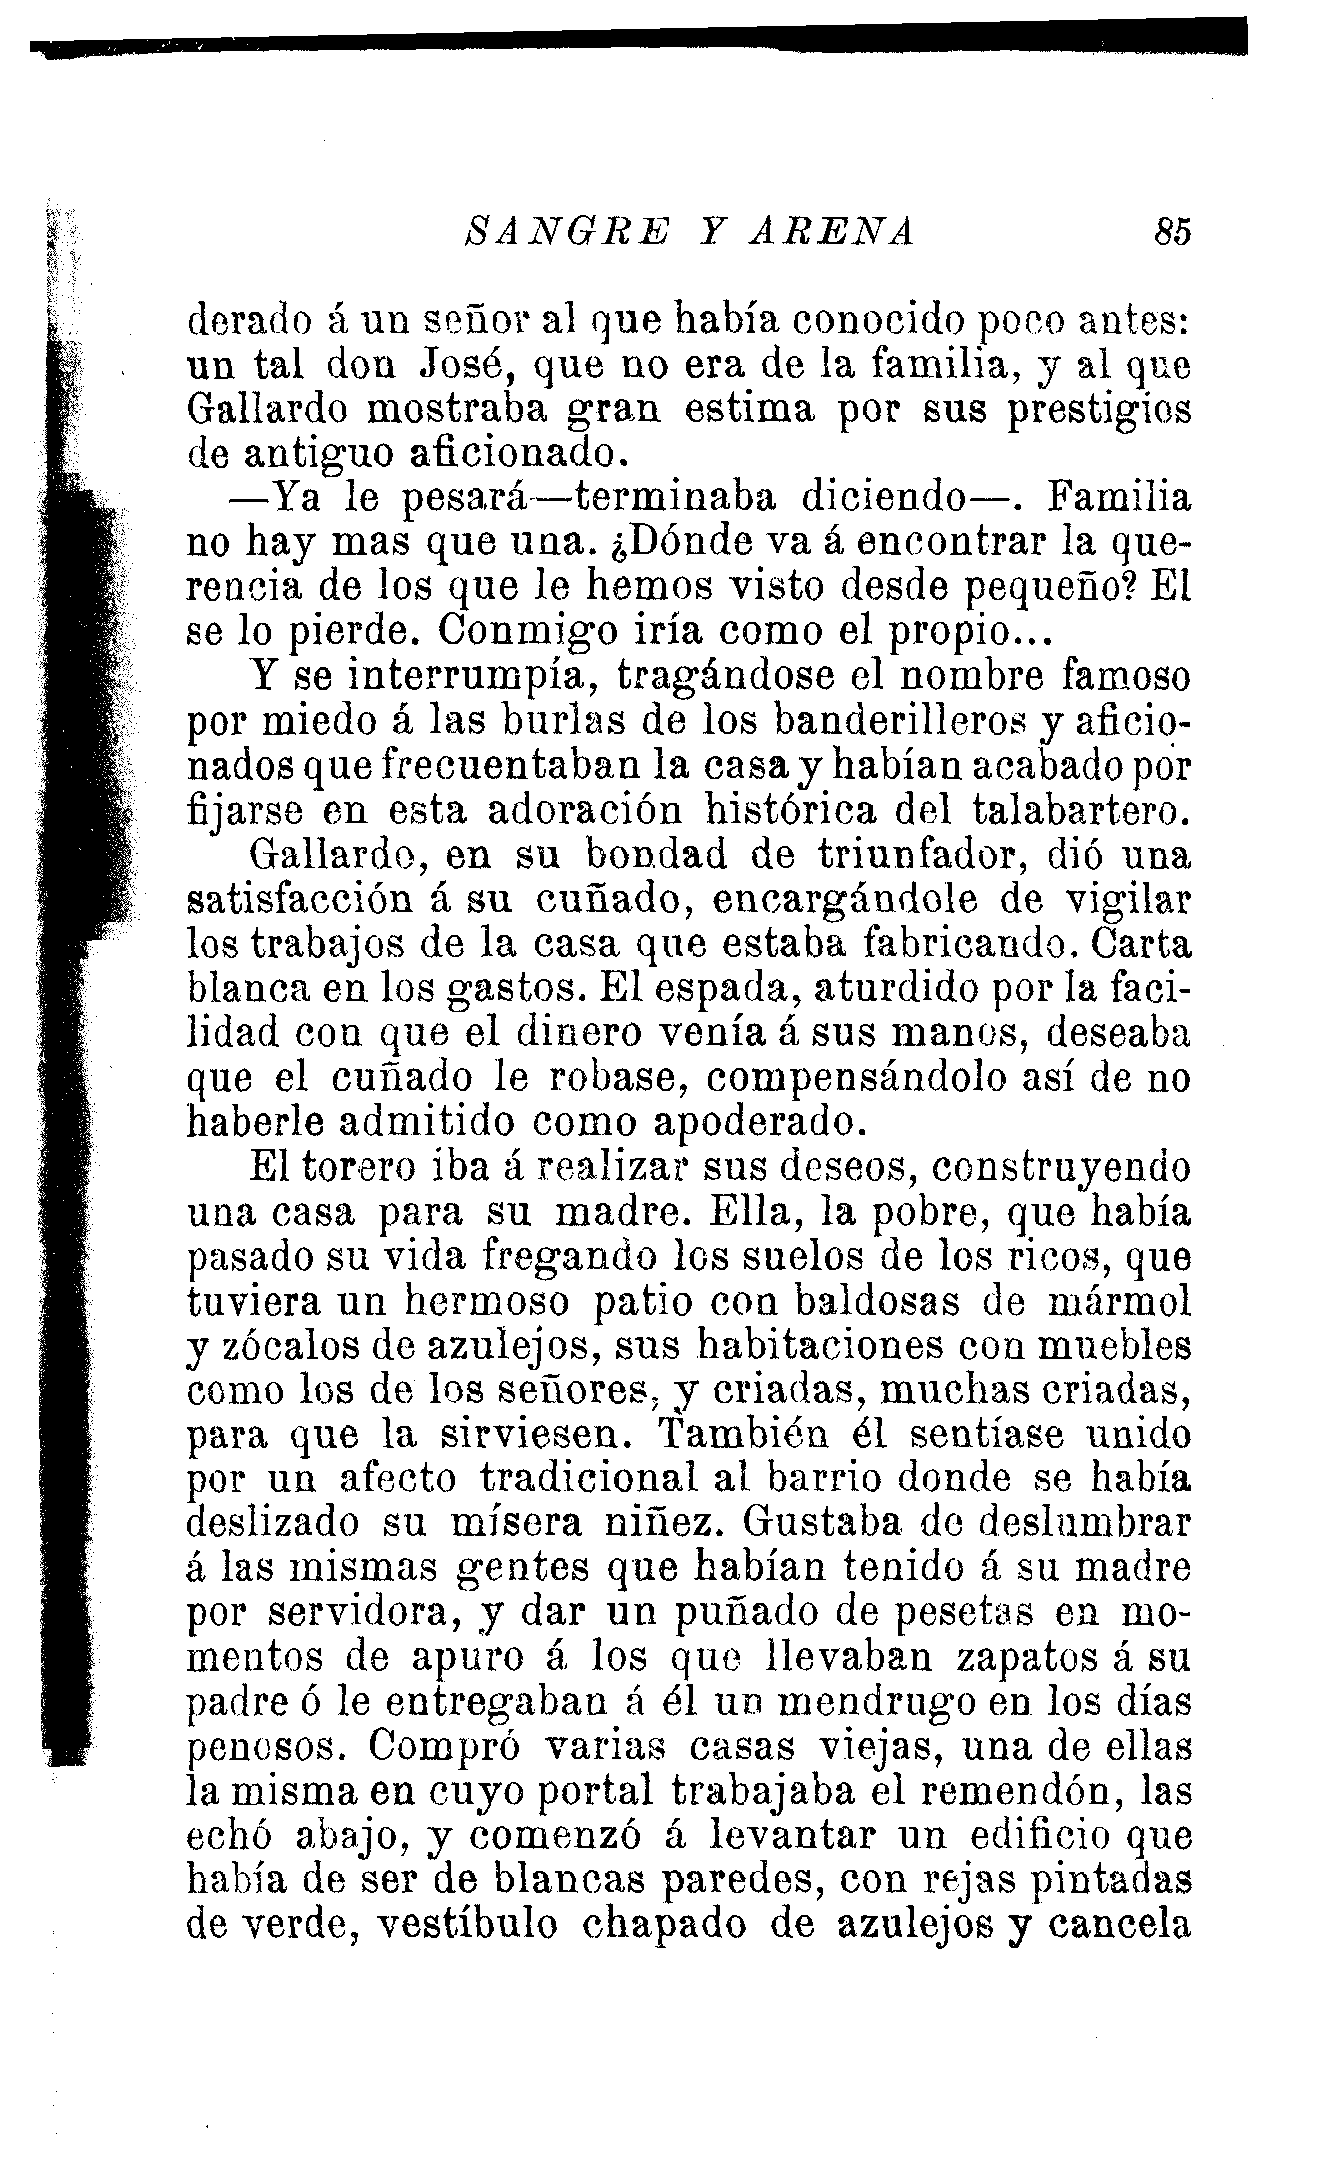 SANGRE Y ARENA 85
derado á un señor al que había conocido poco antes:
un tal don José, que no era de la familia, y al que
Gallardo mostraba gran estima por sus prestigios
de antiguo aficionado.
—Ya le pesará—terminaba diciendo—. Familia
no hay mas que una. ¿Dónde va á encontrar la que-
rencia de los que le hemos visto desde pequeño? El
se lo pierde. Conmigo iría como el propio...
Y se interrumpía, tragándose el nombre famoso
por miedo á las burlas de los banderilleros y aficio-
nados que frecuentaban la casa y habían acabado por
fijarse en esta adoración histórica del talabartero.
Gallardo, en su bondad de triunfador, dió una
satisfacción á su cuñado, encargándole de vigilar
los trabajos de la casa que estaba fabricando. Carta
blanca en los gastos. El espada, aturdido por la faci-
lidad con que el dinero venía á sus manos, deseaba
que el cuñado le robase, compensándolo así de no
haberle admitido como apoderado.
El torero iba á realizar sus deseos, construyendo
una casa para su madre. Ella, la pobre, que había
pasado su vida fregando los suelos de los ricos, que
tuviera un hermoso patio con baldosas de mármol
y zócalos de azulejos, sus habitaciones con muebles
como los de los señores, y criadas, muchas criadas,
para que la sirviesen. También él sentíase unido
por un afecto tradicional al barrio donde se había
deslizado su mísera niñez. Gustaba de deslumbrar
á las mismas gentes que habían tenido á su madre
por servidora, y dar un puñado de pesetas en mo-
mentos de apuro á los que llevaban zapatos á su
padre ó le entregaban á él un mendrugo en los días
penosos. Compró varias casas viejas, una de ellas
la misma en cuyo portal trabajaba el remendón, las
echó abajo, y comenzó á levantar un edificio que
había de ser de blancas paredes, con rejas pintadas
de verde, vestíbulo chapado de azulejos y cancela